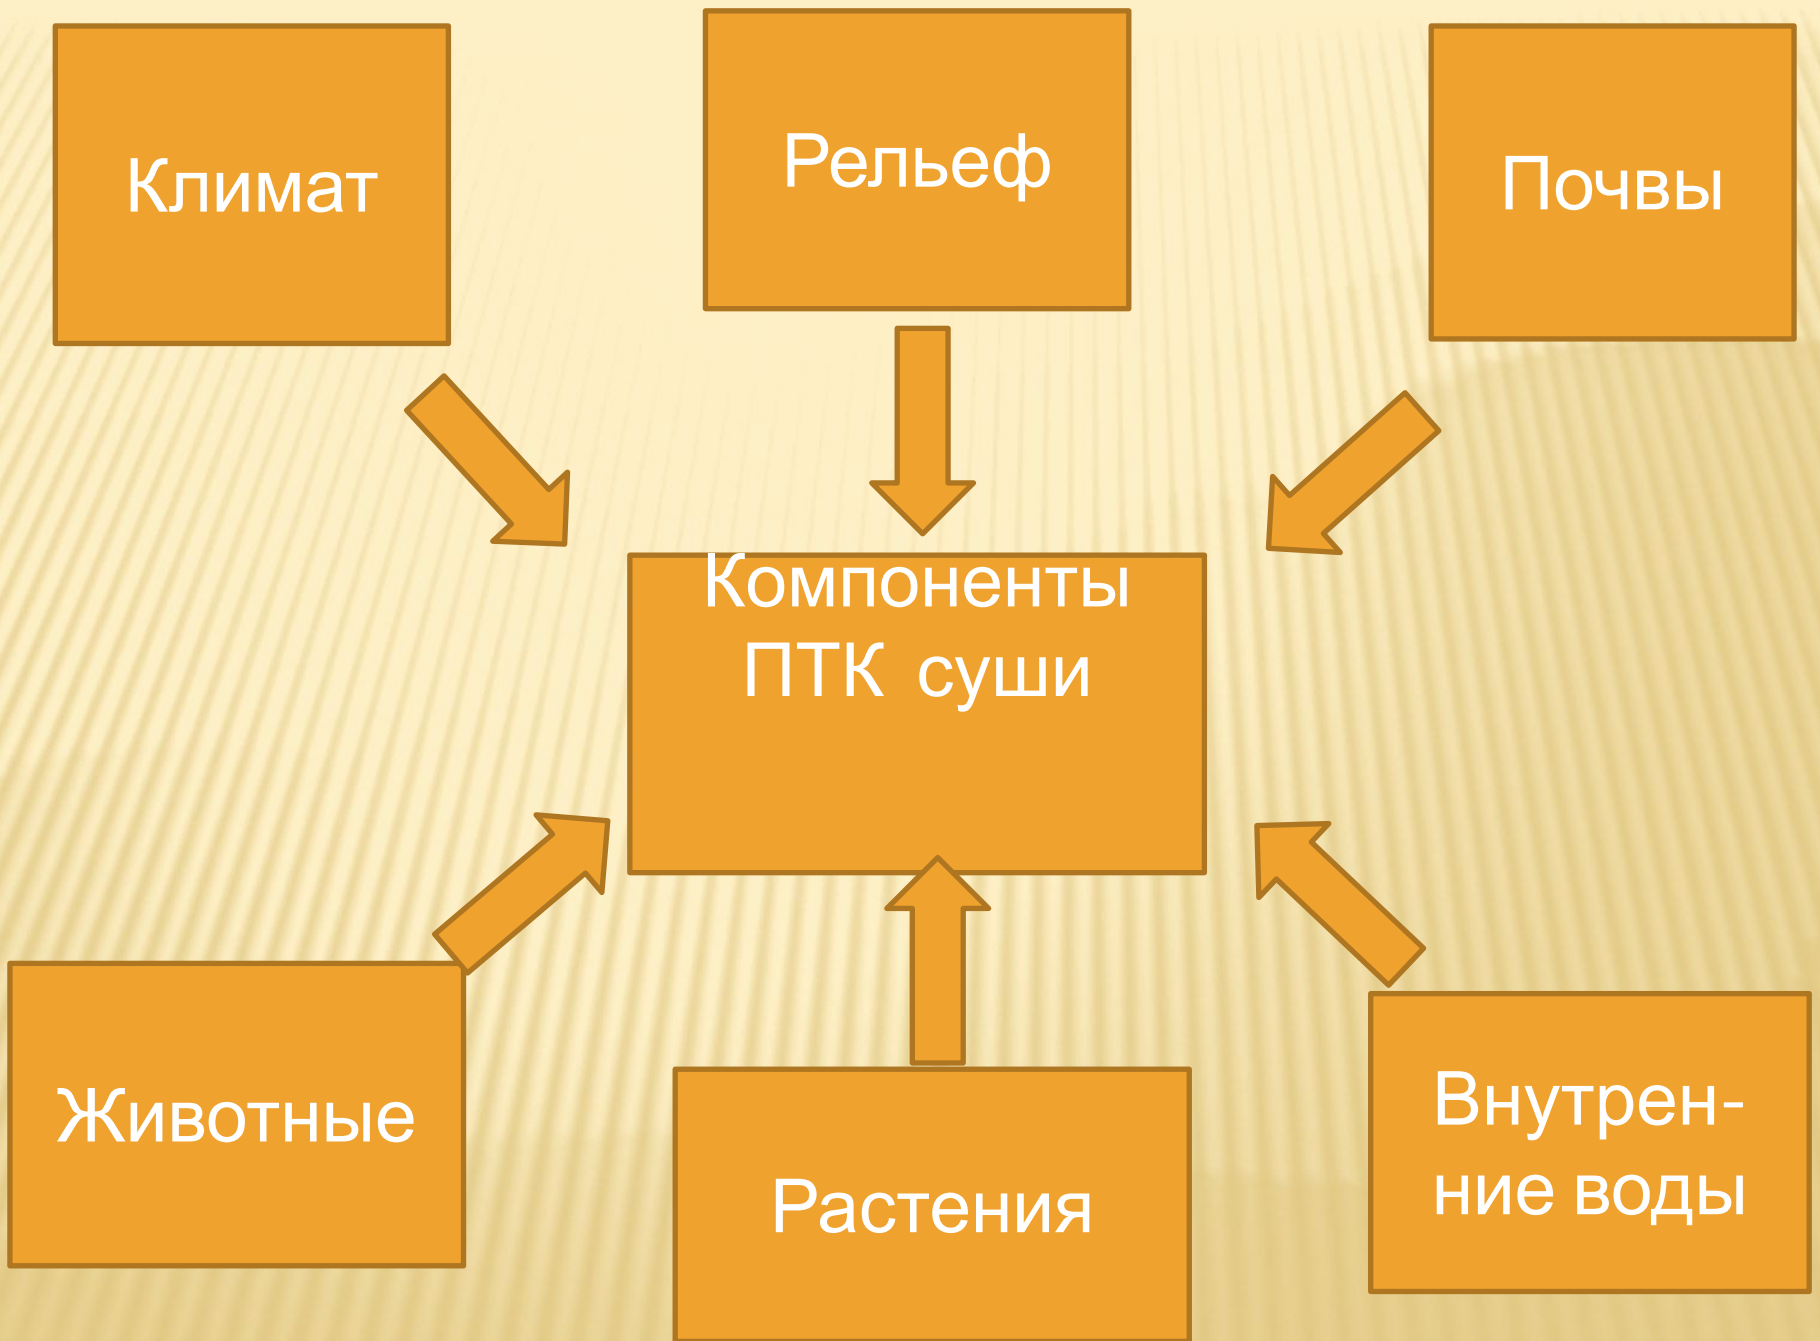 Климат
Рельеф
Почвы
Компоненты
ПТК суши
Животные
Растения
Внутрен-
ние воды